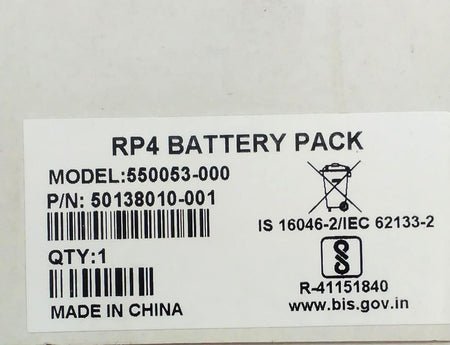 RP4 BATTERY PACK
MODEL:550053-000
P/N: 50138010-001
IS 16046-2/IEC 62133-2
QTY:1
R-41151840
www.bis.gov.in
MADE IN CHINA